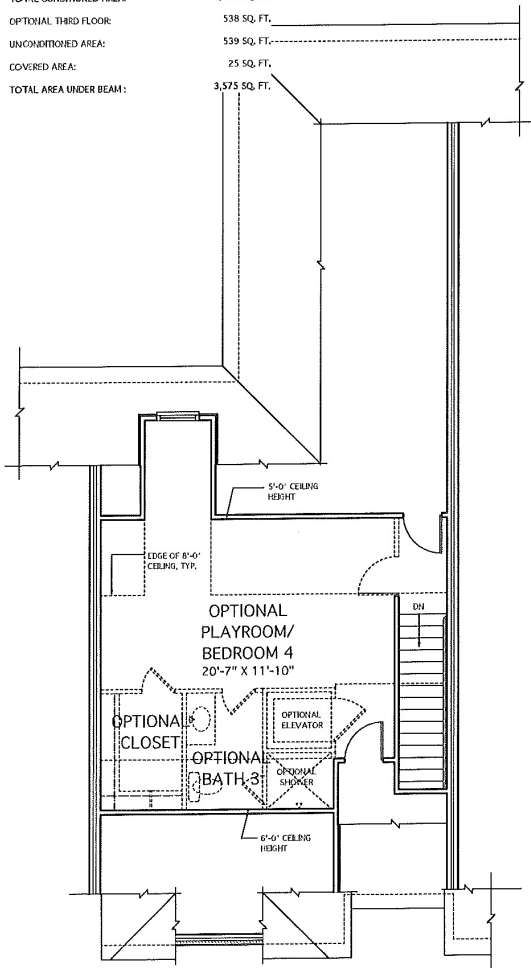 OPTIONAL THIRD FLOOR: 538 SQ. FT.
UNCONDITIONED AREA: 539 SQ. FT.
COVERED AREA: 25 SQ. FT.
TOTAL AREA UNDER BEAM : 3,575 SQ. FT.
5'-0" CEILING
HEIGHT
EDGE OF 8'-0"
CEILING, TYP.
DN
OPTIONAL
PLAYROOM/
BEDROOM 4
20'-7" X 11'-10"
OPTIONAL
CLOSET
OPTIONAL
ELEVATOR
OPTIONAL
BATH 3
OPTIONAL
SHOWER
6'-0" CEILING
HEIGHT